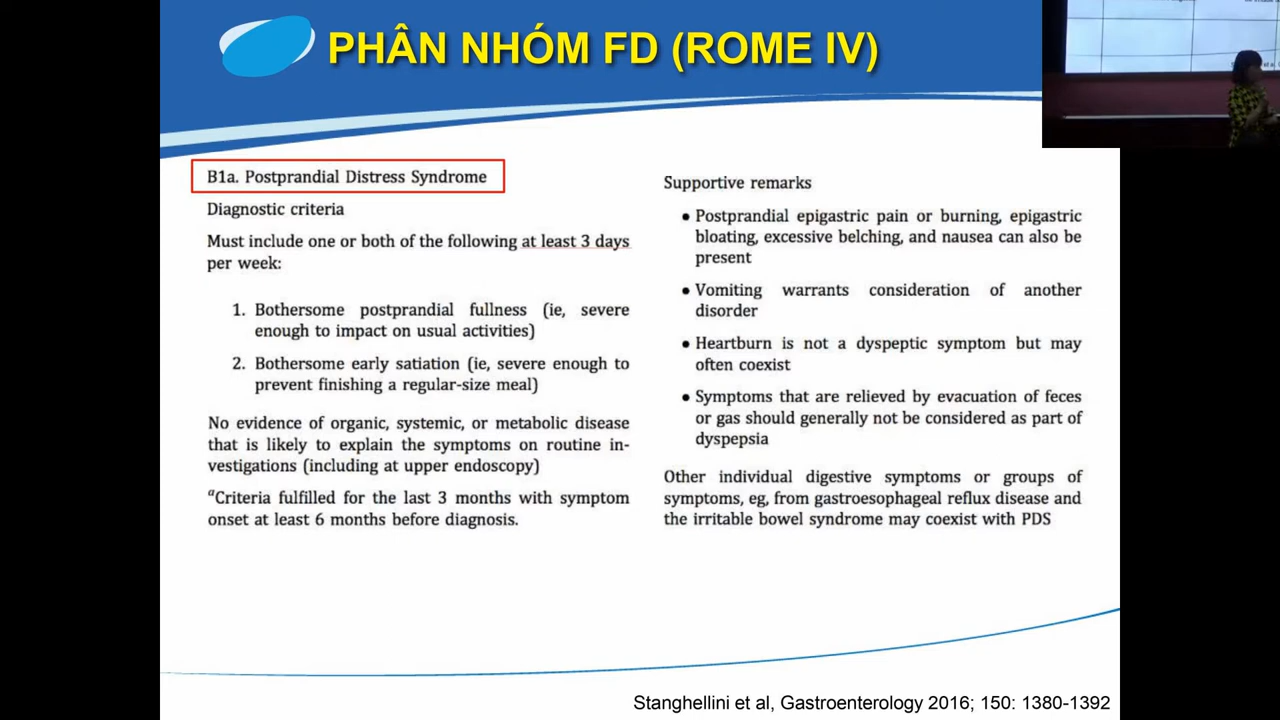 PHÂN NHÓM FD (ROME IV)
B1a. Postprandial Distress Syndrome
Diagnostic criteria
Must include one or both of the following at least 3 days
per week:
1. Bothersome postprandial fullness (ie, severe
enough to impact on usual activities)
2. Bothersome early satiation (ie, severe enough to
prevent finishing a regular-size meal)
No evidence of organic, systemic, or metabolic disease
that is likely to explain the symptoms on routine in-
vestigations (including at upper endoscopy)
aCriteria fulfilled for the last 3 months with symptom
onset at least 6 months before diagnosis.
Supportive remarks
• Postprandial epigastric pain or burning, epigastric
bloating, excessive belching, and nausea can also be
present
• Vomiting warrants consideration of another
disorder
• Heartburn is not a dyspeptic symptom but may
often coexist
• Symptoms that are relieved by evacuation of feces
or gas should generally not be considered as part of
dyspepsia
Other individual digestive symptoms or groups of
symptoms, eg, from gastroesophageal reflux disease and
the irritable bowel syndrome may coexist with PDS
Stanghellini et al, Gastroenterology 2016; 150: 1380-1392